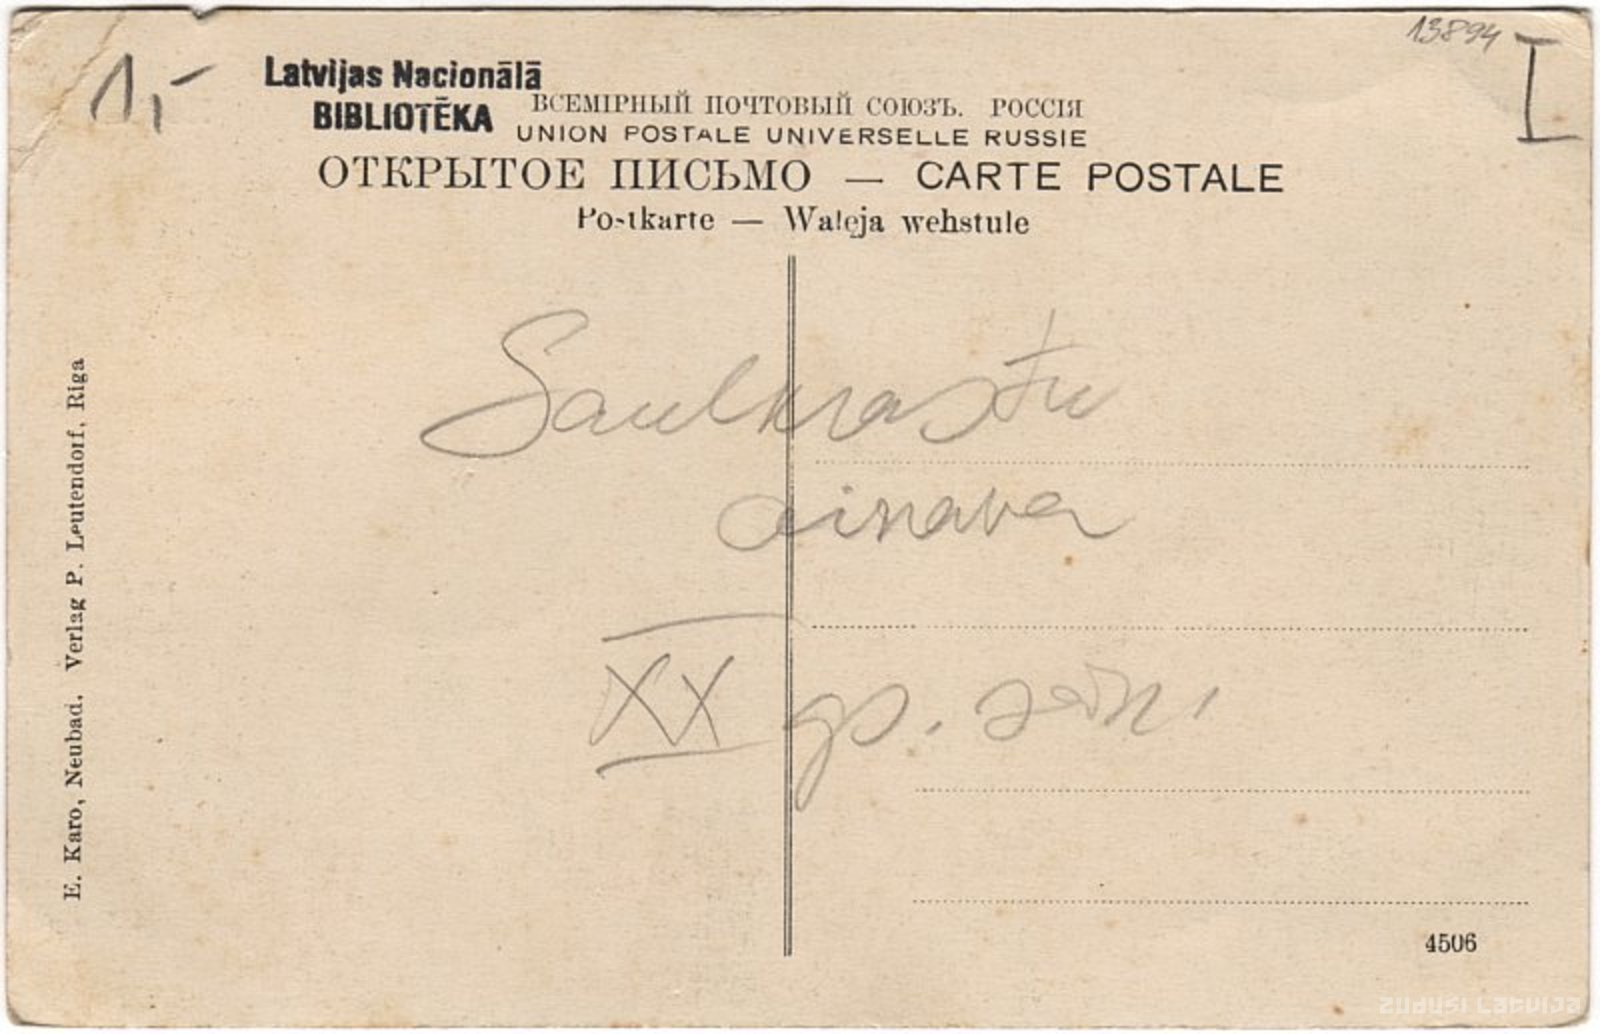 13894
1,-
I
Latvijas Nacionālā
BIBLIOTĒKA
ВСЕМІРНЫЙ ПОЧТОВЫЙ СОЮЗЪ. РОССІЯ
UNION POSTALE UNIVERSELLE RUSSIE
ОТКРЫТОЕ ПИСЬМО — CARTE POSTALE
Postkarte — Waleja wehstule
Saulkrastu
ainava
XX gs. sāk.
E. Karo, Neubad. Verlag P. Leutendorf, Riga
4506
zudusi Latvija